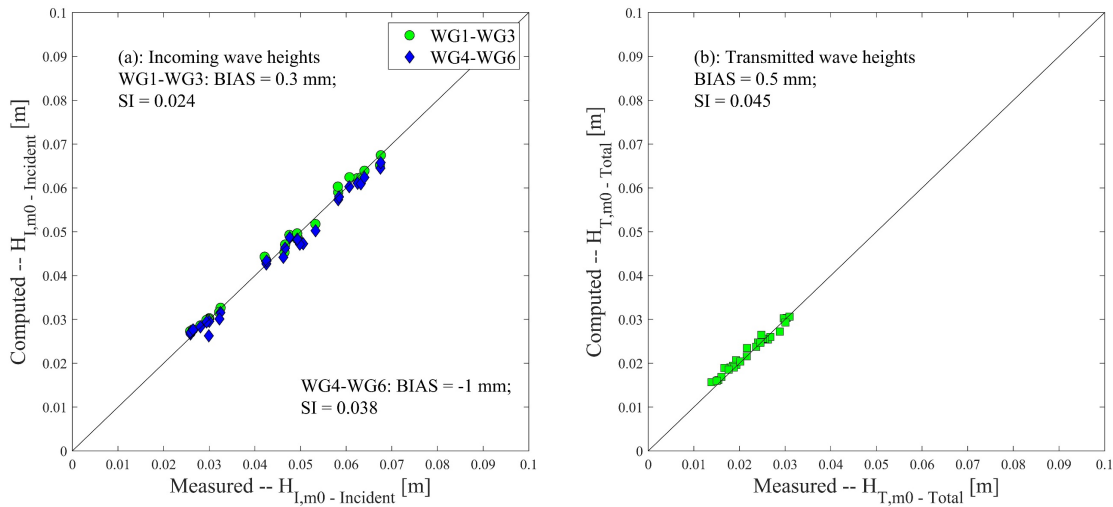 0.1
0.09
0.08
0.07
0.06
0.05
0.04
0.03
0.02
0.01
0
Computed -- H_I,m0 - Incident [m]
(a): Incoming wave heights
WG1-WG3: BIAS = 0.3 mm;
SI = 0.024
WG1-WG3
WG4-WG6
WG4-WG6: BIAS = -1 mm;
SI = 0.038
0 0.01 0.02 0.03 0.04 0.05 0.06 0.07 0.08 0.09 0.1
Measured -- H_I,m0 - Incident [m]
0.1
0.09
0.08
0.07
0.06
0.05
0.04
0.03
0.02
0.01
0
Computed -- H_T,m0 - Total [m]
(b): Transmitted wave heights
BIAS = 0.5 mm;
SI = 0.045
0 0.01 0.02 0.03 0.04 0.05 0.06 0.07 0.08 0.09 0.1
Measured -- H_T,m0 - Total [m]